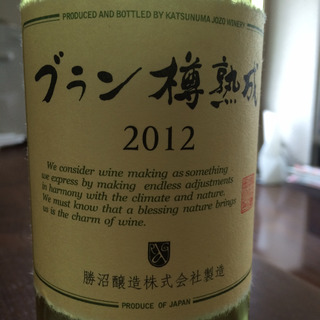 PRODUCED AND BOTTLED BY KATSUNUMA JOZO WINERY
ブラン樽熟成
2012
We consider wine making as something
we express by making endless adjustments
in harmony with the climate and nature.
We must know that a blessing nature brings
us is the charm of wine.
勝沼醸造株式会社製造
PRODUCE OF JAPAN